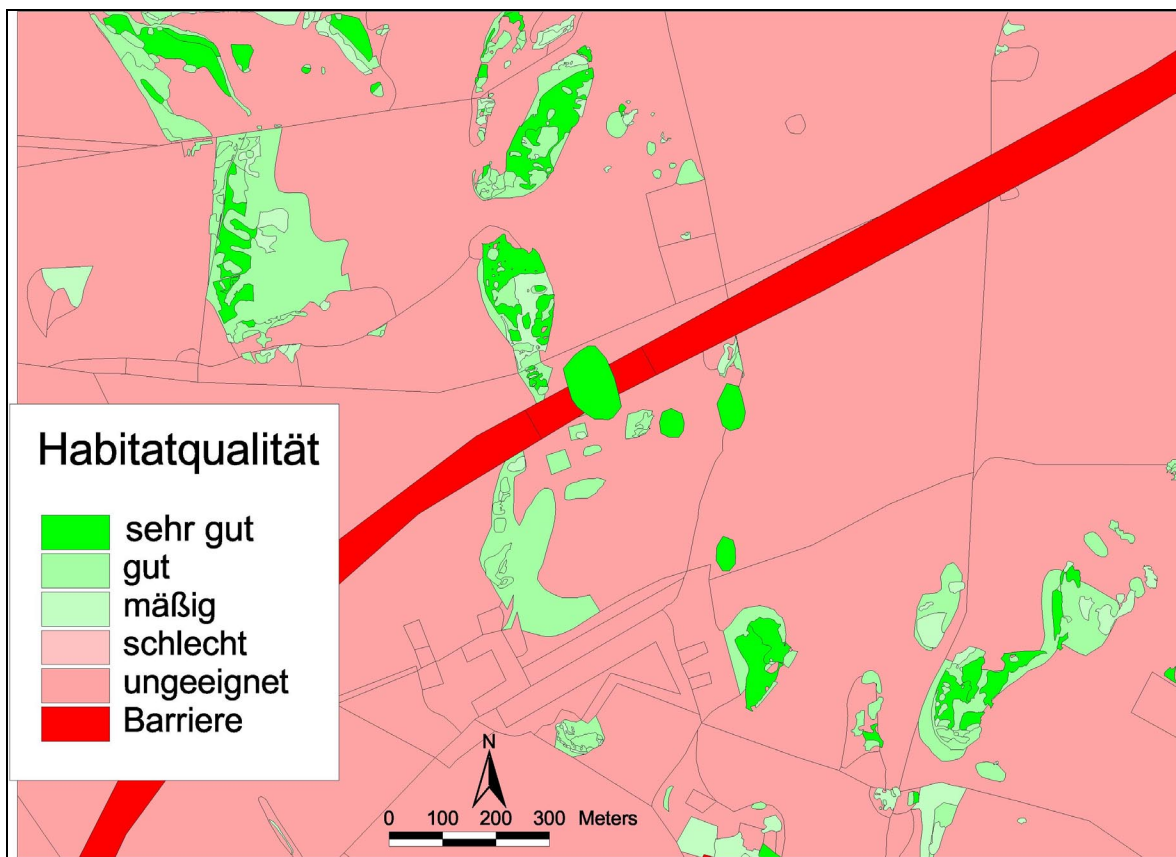 Habitatqualität
sehr gut
gut
mäßig
schlecht
ungeeignet
Barriere
N
0 100 200 300 Meters